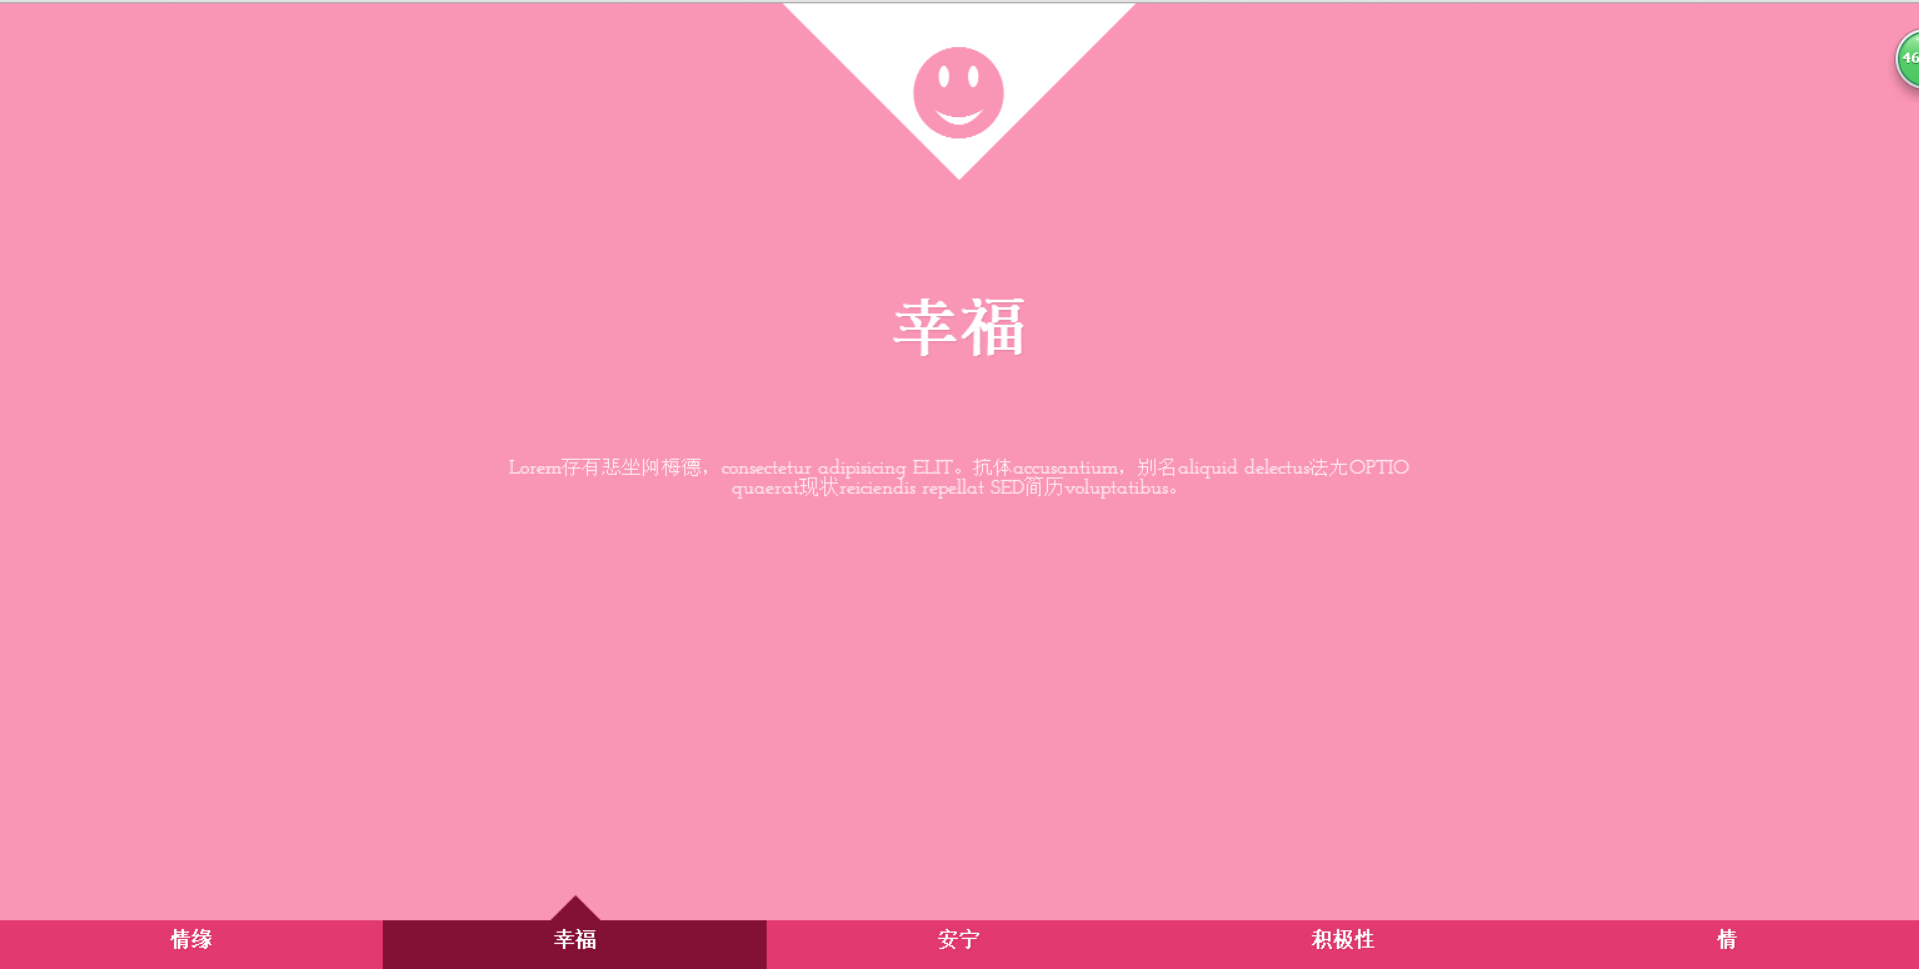 46
幸福
Lorem存有悲坐阿梅德，consectetur adipisicing ELIT。抗体accusantium，别名aliquid delectus法尤OPTIO
quaerat现状reiciendis repellat SED简历voluptatibus。
情缘
幸福
安宁
积极性
情